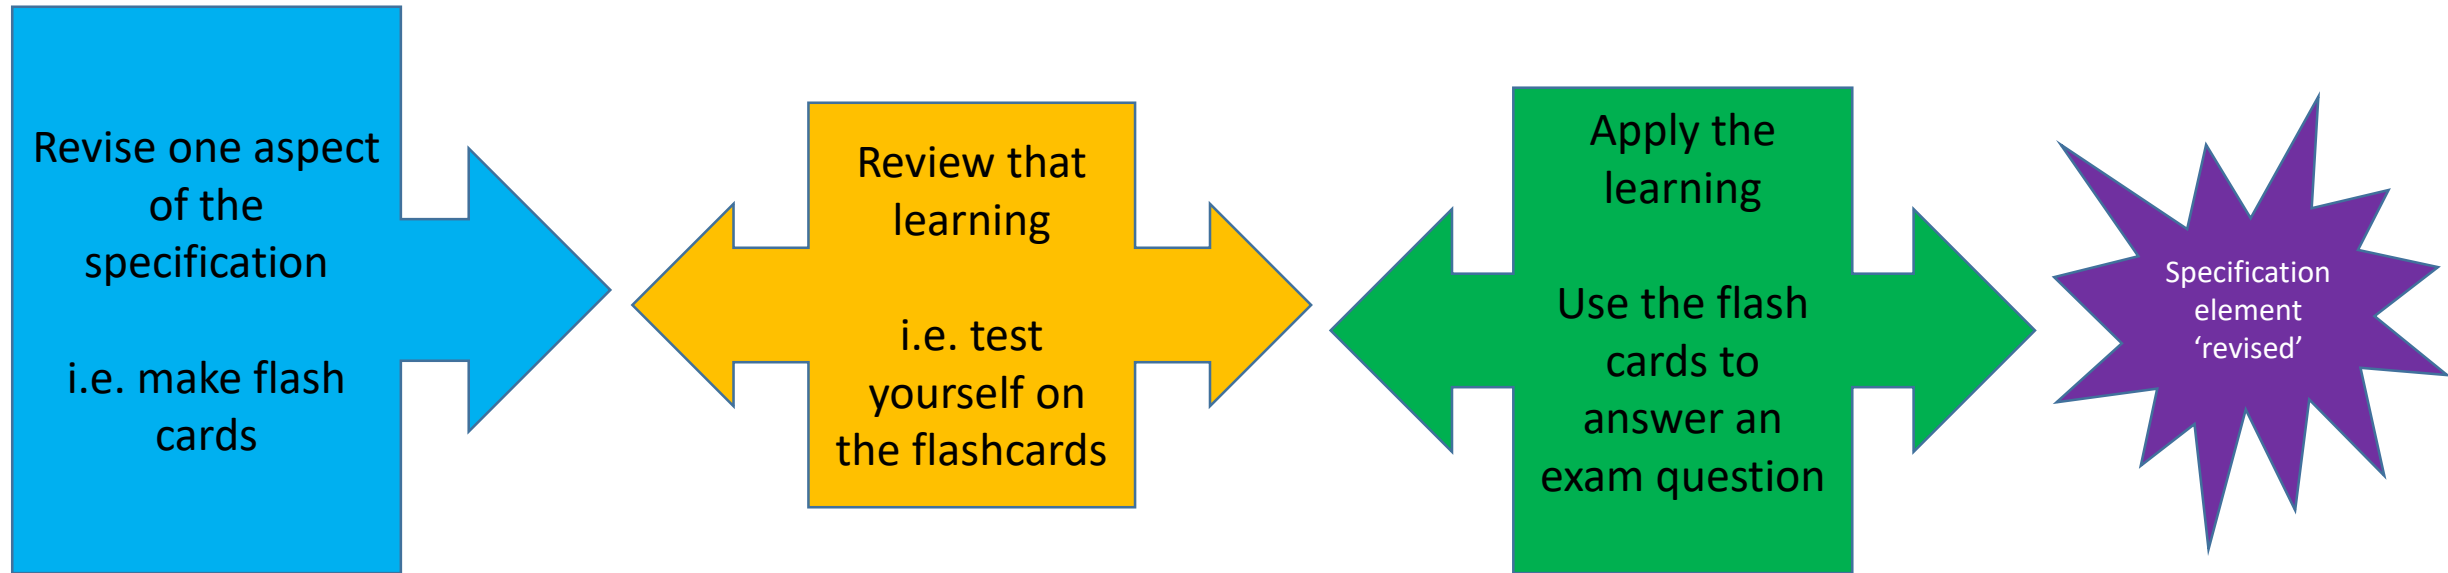 Revise one aspect
of the
specification
i.e. make flash
cards
Review that
learning
i.e. test
yourself on
the flashcards
Apply the
learning
Use the flash
cards to
answer an
exam question
Specification
element
‘revised’